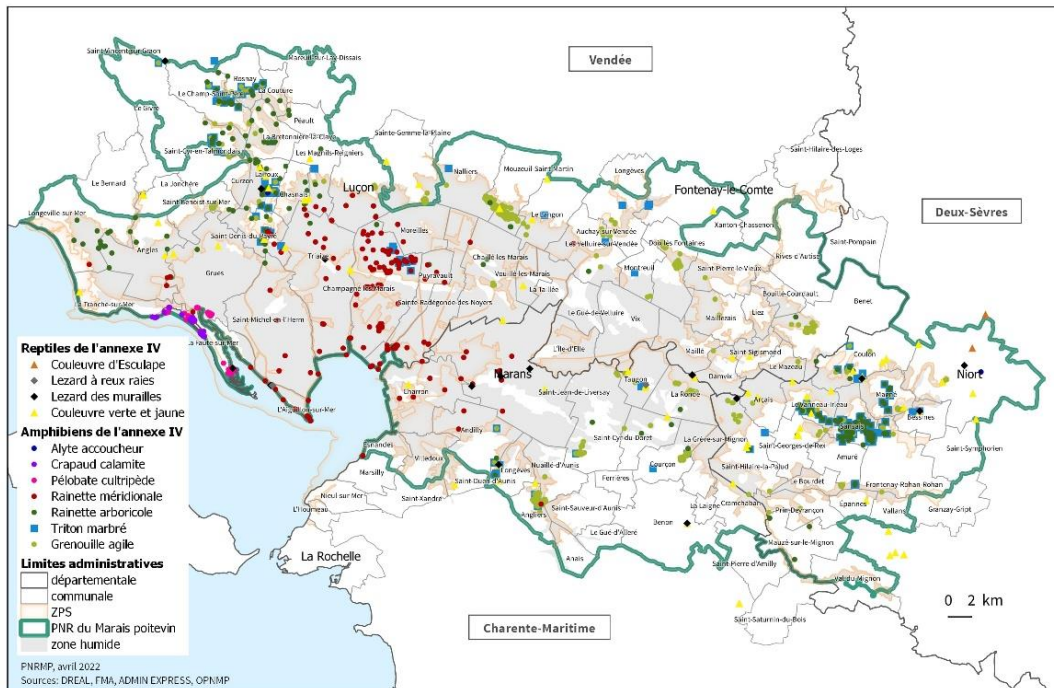 Vendée
Saint-Vincent-sur-Graon
Mareuil-sur-Lay-Dissais
Rosnay
Le Champ-Saint-Père
La Couture
Le Givre
Péault
La Bretonnière-la-Claye
Saint-Cyr-en-Talmondais
Sainte-Gemme-la-Plaine
Saint-Hilaire-des-Loges
Les Magnils-Reigniers
Mouzeuil-Saint-Martin
Longèves
Nalliers
Lairoux
Le Bernard
La Jonchère
Curzon
Chasnais
Luçon
Fontenay-le-Comte
Deux-Sèvres
Saint-Benoist-sur-Mer
Longeville-sur-Mer
Le Langon
Auchay-sur-Vendée
Xanton-Chassenon
Saint-Denis-du-Payré
Moreilles
Les Velluire-sur-Vendée
Doix lès Fontaines
Saint-Pompain
Angles
Triaize
Chaillé les Marais
Rives d'Autise
Grues
Puyravault
Vouillé les Marais
Montreuil
Saint-Pierre-le-Vieux
Champagné les Marais
La Taillée
Bouillé-Courdault
Benet
La Tranche-sur-Mer
Sainte-Radégonde-des-Noyers
Saint-Michel en l'Herm
Le Gué-de-Velluire
Vix
Maillezais
Liez
La Faute-sur-Mer
L'Île-d'Elle
Maillé
Saint-Sigismond
Coulon
Le Mazeau
Marans
Taugon
Damvix
Niort
Magné
L'Aiguillon-sur-Mer
Charron
Saint-Jean-de-Liversay
La Ronde
Arçais
Le Vanneau-Irleau
Bessines
Sansais
Andilly
Saint-Cyr-du-Doret
La Grève-sur-Mignon
Saint-Georges-de-Rex
Amuré
Saint-Symphorien
Esnandes
Villedoux
Longèves
Nuaillé-d'Aunis
Courçon
Saint-Hilaire-la-Palud
Marsilly
Saint-Ouen-d'Aunis
Ferrières
Le Bourdet
Frontenay-Rohan-Rohan
Nieul sur Mer
Saint-Xandre
La Laigne
Cramchaban
Épannes
Vallans
L'Houmeau
Angliers
Saint-Sauveur-d'Aunis
Prin-Deyrançon
Granzay-Gript
Benon
Le Gué-d'Alleré
La Rochelle
Anais
Mauzé-sur-le-Mignon
Saint-Pierre-d'Amilly
Val du Mignon
Saint-Saturnin-du-Bois
Charente-Maritime
0 2 km
Reptiles de l'annexe IV
Couleuvre d'Esculape
Lezard à reux raies
Lezard des murailles
Couleuvre verte et jaune
Amphibiens de l'annexe IV
Alyte accoucheur
Crapaud calamite
Pélobate cultripède
Rainette méridionale
Rainette arboricole
Triton marbré
Grenouille agile
Limites administratives
départementale
communale
ZPS
PNR du Marais poitevin
zone humide
PNRMP, avril 2022
Sources: DREAL, FMA, ADMIN EXPRESS, OPNMP